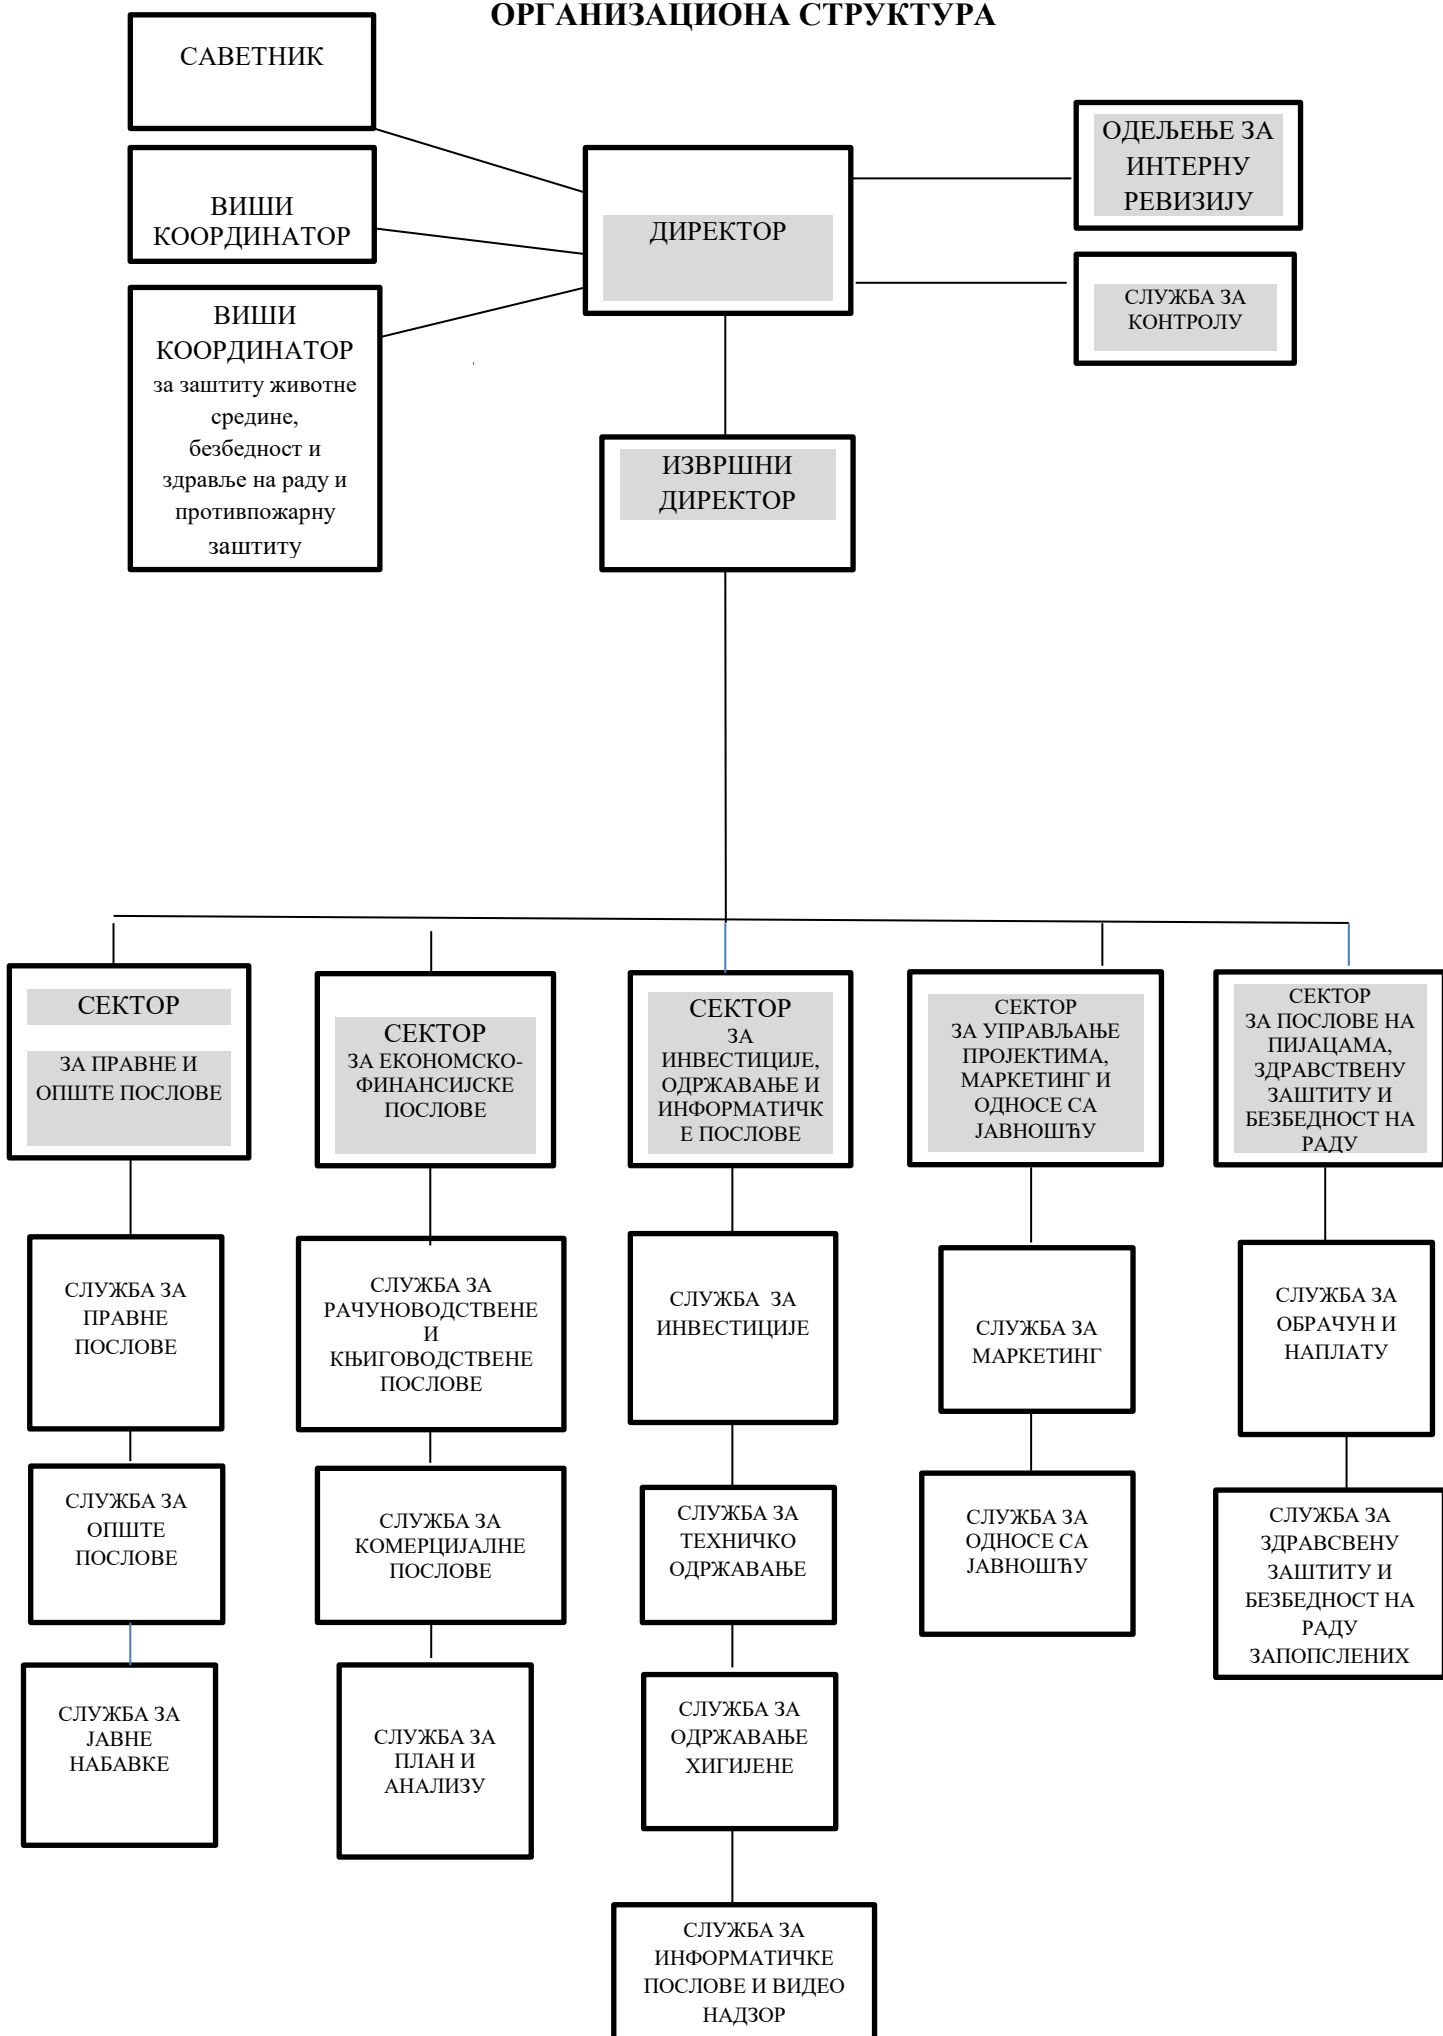 ОРГАНИЗАЦИОНА СТРУКТУРА
САВЕТНИК
ВИШИ
КООРДИНАТОР
ВИШИ
КООРДИНАТОР
за заштиту животне
средине,
безбедност и
здравље на раду и
противпожарну
заштиту
ДИРЕКТОР
ОДЕЉЕЊЕ ЗА
ИНТЕРНУ
РЕВИЗИЈУ
СЛУЖБА ЗА
КОНТРОЛУ
ИЗВРШНИ
ДИРЕКТОР
СЕКТОР
ЗА ПРАВНЕ И
ОПШТЕ ПОСЛОВЕ
СЕКТОР
ЗА ЕКОНОМСКО-
ФИНАНСИЈСКЕ
ПОСЛОВЕ
СЕКТОР
ЗА
ИНВЕСТИЦИЈЕ,
ОДРЖАВАЊЕ И
ИНФОРМАТИЧК
Е ПОСЛОВЕ
СЕКТОР
ЗА УПРАВЉАЊЕ
ПРОЈЕКТИМА,
МАРКЕТИНГ И
ОДНОСЕ СА
ЈАВНОШЋУ
СЕКТОР
ЗА ПОСЛОВЕ НА
ПИЈАЦАМА,
ЗДРАВСТВЕНУ
ЗАШТИТУ И
БЕЗБЕДНОСТ НА
РАДУ
СЛУЖБА ЗА
ПРАВНЕ
ПОСЛОВЕ
СЛУЖБА ЗА
РАЧУНОВОДСТВЕНЕ
И
КЊИГОВОДСТВЕНЕ
ПОСЛОВЕ
СЛУЖБА ЗА
ИНВЕСТИЦИЈЕ
СЛУЖБА ЗА
МАРКЕТИНГ
СЛУЖБА ЗА
ОБРАЧУН И
НАПЛАТУ
СЛУЖБА ЗА
ОПШТЕ
ПОСЛОВЕ
СЛУЖБА ЗА
КОМЕРЦИЈАЛНЕ
ПОСЛОВЕ
СЛУЖБА ЗА
ТЕХНИЧКО
ОДРЖАВАЊЕ
СЛУЖБА ЗА
ОДНОСЕ СА
ЈАВНОШЋУ
СЛУЖБА ЗА
ЗДРАВСВЕНУ
ЗАШТИТУ И
БЕЗБЕДНОСТ НА
РАДУ
ЗАПОПСЛЕНИХ
СЛУЖБА ЗА
ЈАВНЕ
НАБАВКЕ
СЛУЖБА ЗА
ПЛАН И
АНАЛИЗУ
СЛУЖБА ЗА
ОДРЖАВАЊЕ
ХИГИЈЕНЕ
СЛУЖБА ЗА
ИНФОРМАТИЧКЕ
ПОСЛОВЕ И ВИДЕО
НАДЗОР